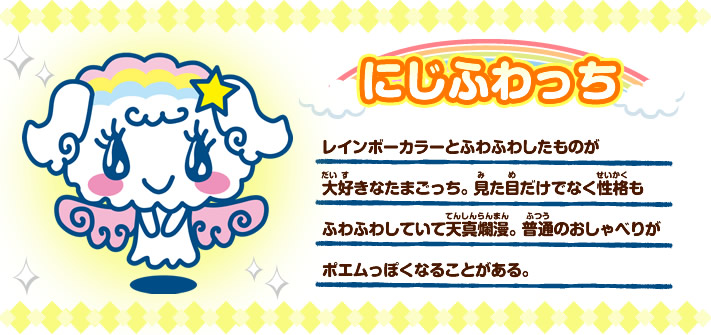 にじふわっち
レインボーカラーとふわふわしたものが
大好きなたまごっち。見た目だけでなく性格も
ふわふわしていて天真爛漫。普通のおしゃべりが
ポエムっぽくなることがある。